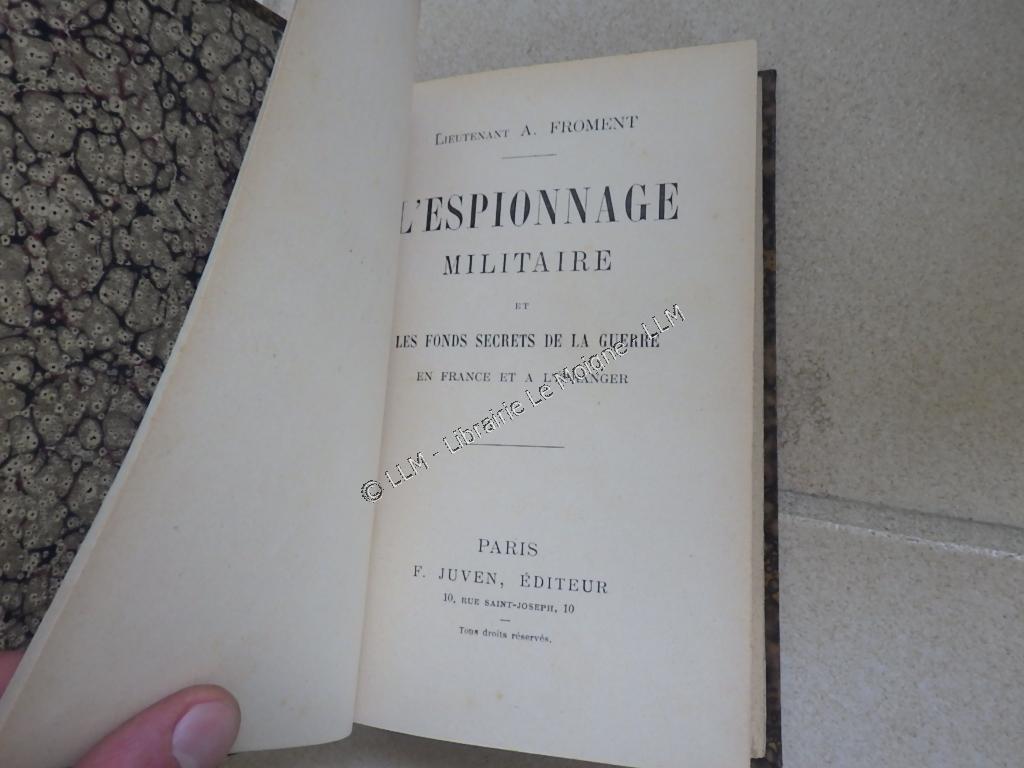 LIEUTENANT A. FROMENT
L'ESPIONNAGE
MILITAIRE
ET
LES FONDS SECRETS DE LA GUERRE
EN FRANCE ET A L'ÉTRANGER
© LLM - Librairie Le Moigne - LLM
PARIS
F. JUVEN, ÉDITEUR
10, RUE SAINT-JOSEPH, 10
Tous droits réservés.